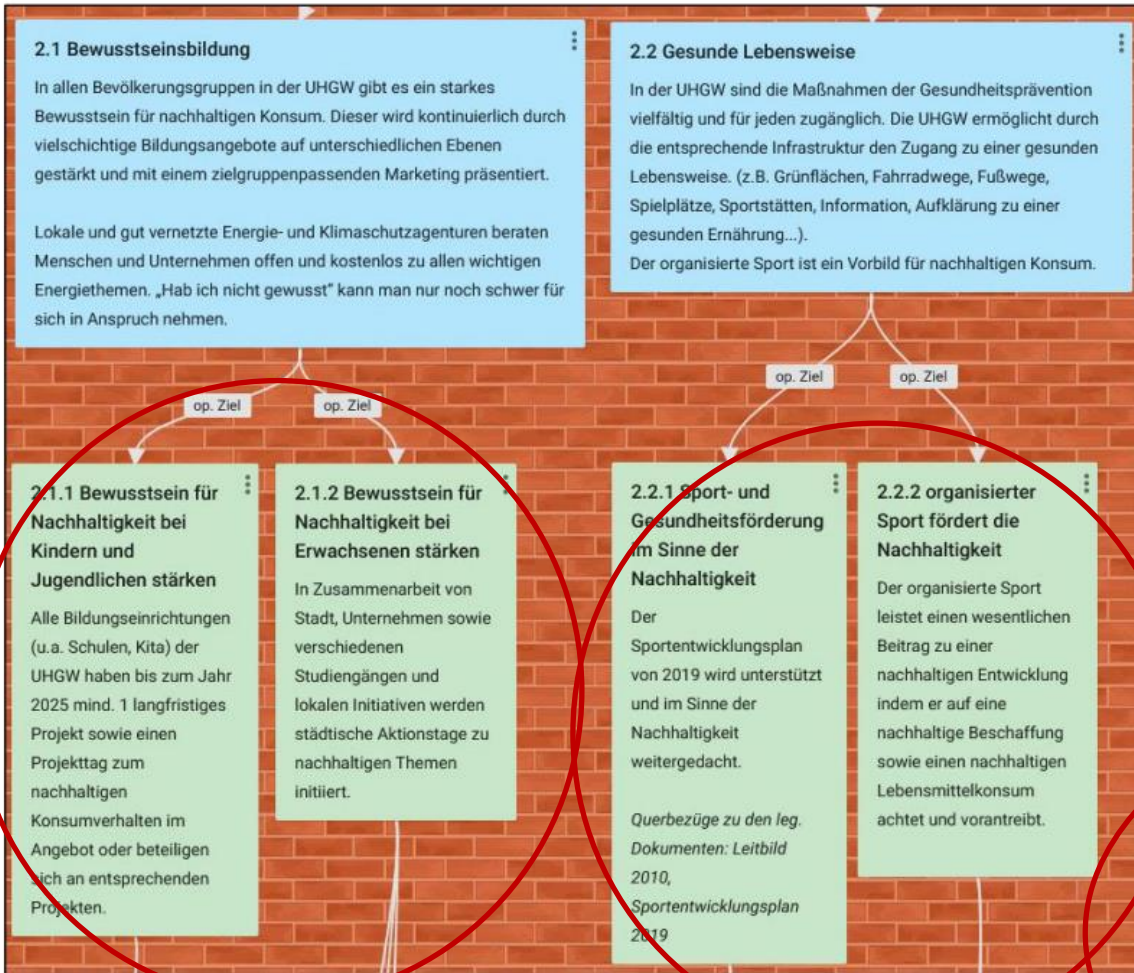 2.1 Bewusstseinsbildung
In allen Bevölkerungsgruppen in der UHGW gibt es ein starkes
Bewusstsein für nachhaltigen Konsum. Dieser wird kontinuierlich durch
vielschichtige Bildungsangebote auf unterschiedlichen Ebenen
gestärkt und mit einem zielgruppenpassenden Marketing präsentiert.
Lokale und gut vernetzte Energie- und Klimaschutzagenturen beraten
Menschen und Unternehmen offen und kostenlos zu allen wichtigen
Energiethemen. „Hab ich nicht gewusst" kann man nur noch schwer für
sich in Anspruch nehmen.
2.2 Gesunde Lebensweise
In der UHGW sind die Maßnahmen der Gesundheitsprävention
vielfältig und für jeden zugänglich. Die UHGW ermöglicht durch
die entsprechende Infrastruktur den Zugang zu einer gesunden
Lebensweise. (z.B. Grünflächen, Fahrradwege, Fußwege,
Spielplätze, Sportstätten, Information, Aufklärung zu einer
gesunden Ernährung...).
Der organisierte Sport ist ein Vorbild für nachhaltigen Konsum.
op. Ziel
op. Ziel
op. Ziel
op. Ziel
2.1.1 Bewusstsein für
Nachhaltigkeit bei
Kindern und
Jugendlichen stärken
Alle Bildungseinrichtungen
(u.a. Schulen, Kita) der
UHGW haben bis zum Jahr
2025 mind. 1 langfristiges
Projekt sowie einen
Projekttag zum
nachhaltigen
Konsumverhalten im
Angebot oder beteiligen
sich an entsprechenden
Projekten.
2.1.2 Bewusstsein für
Nachhaltigkeit bei
Erwachsenen stärken
In Zusammenarbeit von
Stadt, Unternehmen sowie
verschiedenen
Studiengängen und
lokalen Initiativen werden
städtische Aktionstage zu
nachhaltigen Themen
initiiert.
2.2.1 Sport- und
Gesundheitsförderung
im Sinne der
Nachhaltigkeit
Der
Sportentwicklungsplan
von 2019 wird unterstützt
und im Sinne der
Nachhaltigkeit
weitergedacht.
Querbezüge zu den leg.
Dokumenten: Leitbild
2010,
Sportentwicklungsplan
2019
2.2.2 organisierter
Sport fördert die
Nachhaltigkeit
Der organisierte Sport
leistet einen wesentlichen
Beitrag zu einer
nachhaltigen Entwicklung
indem er auf eine
nachhaltige Beschaffung
sowie einen nachhaltigen
Lebensmittelkonsum
achtet und vorantreibt.